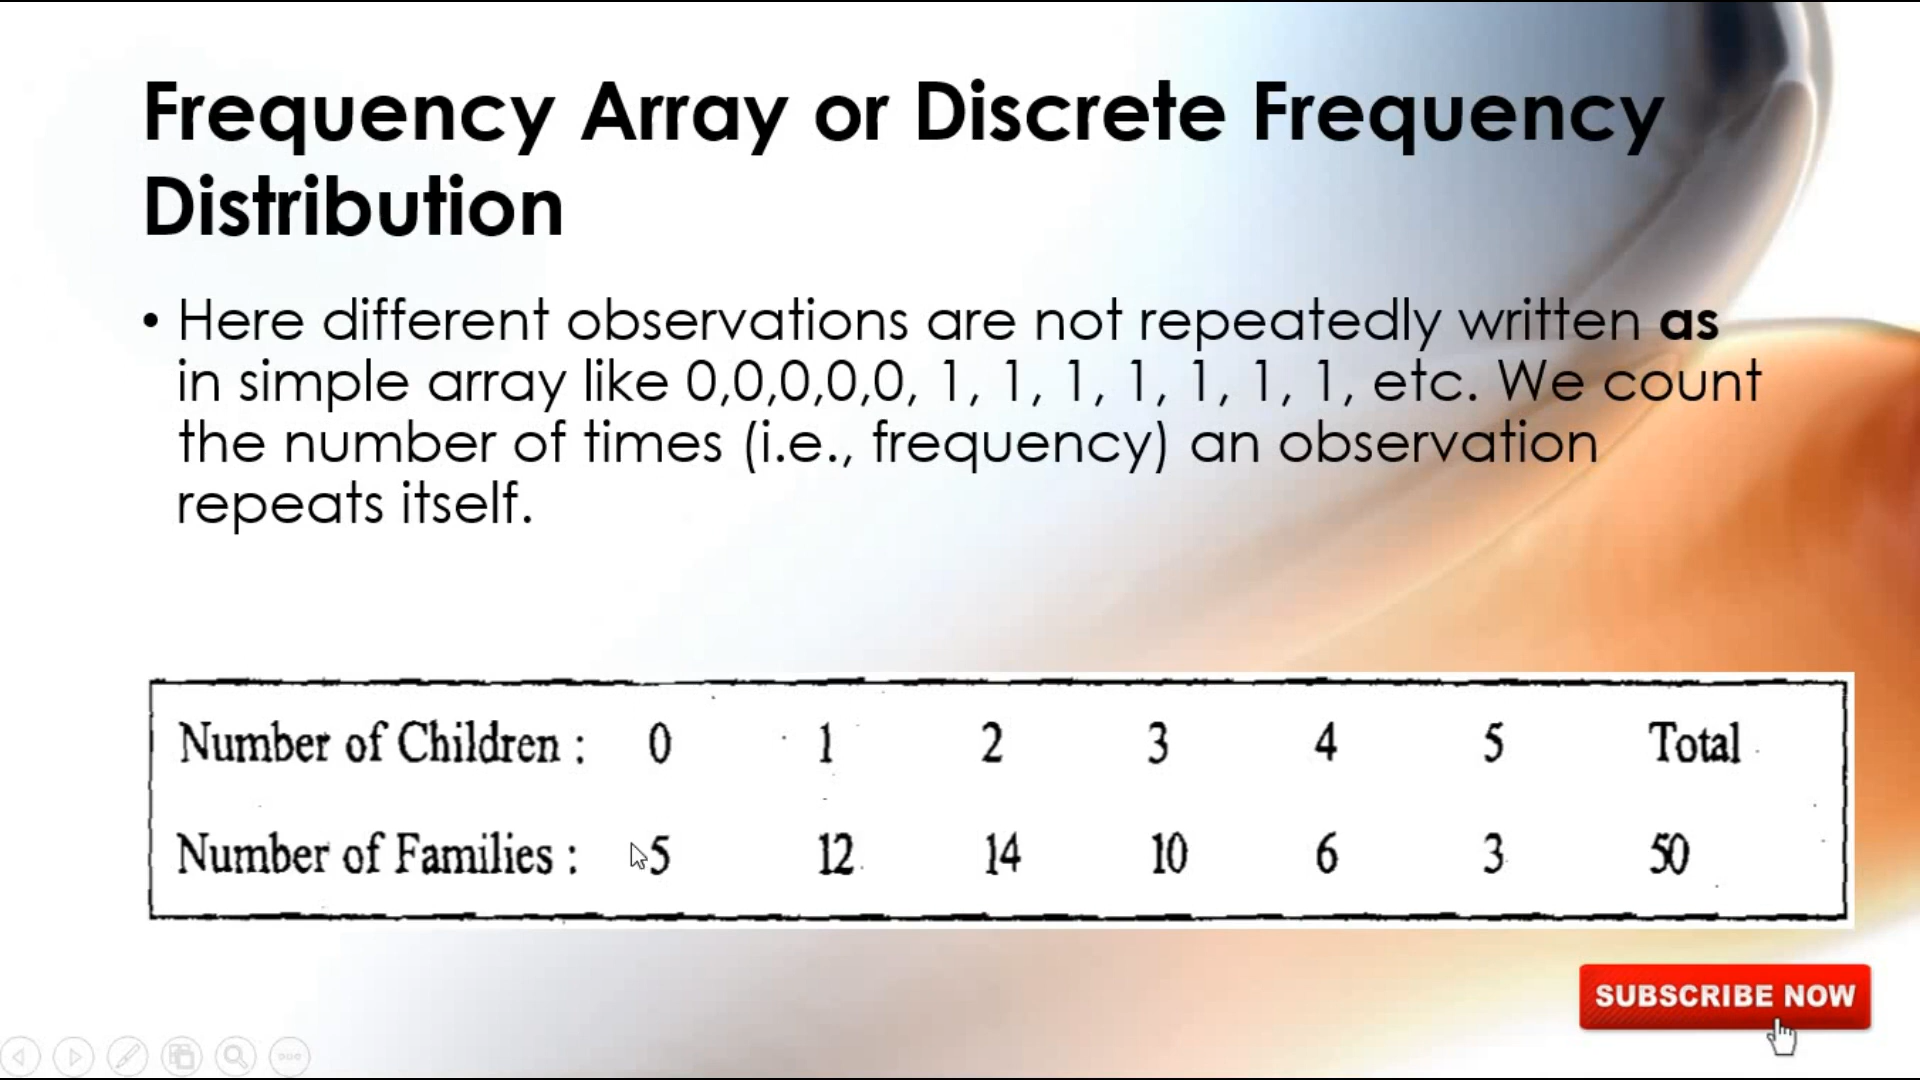 Frequency Array or Discrete Frequency
Distribution
• Here different observations are not repeatedly written as
in simple array like 0,0,0,0,0, 1, 1, 1, 1, 1, 1, 1, etc. We count
the number of times (i.e., frequency) an observation
repeats itself.
Number of Children : 0 1 2 3 4 5 Total
Number of Families : 5 12 14 10 6 3 50
SUBSCRIBE NOW